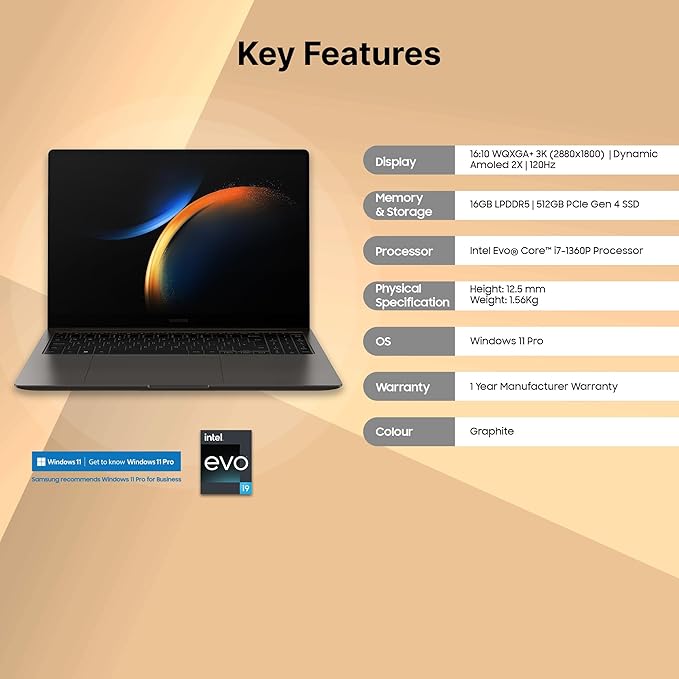 Key Features
Display
16:10 WQXGA+ 3K (2880x1800) | Dynamic
Amoled 2X | 120Hz
Memory
& Storage
16GB LPDDR5 | 512GB PCIe Gen 4 SSD
Processor
Intel Evo® Core™ i7-1360P Processor
Physical
Specification
Height: 12.5 mm
Weight: 1.56Kg
OS
Windows 11 Pro
Warranty
1 Year Manufacturer Warranty
Colour
Graphite
Windows 11 | Get to know Windows 11 Pro
Samsung recommends Windows 11 Pro for Business
intel.
evo
i9